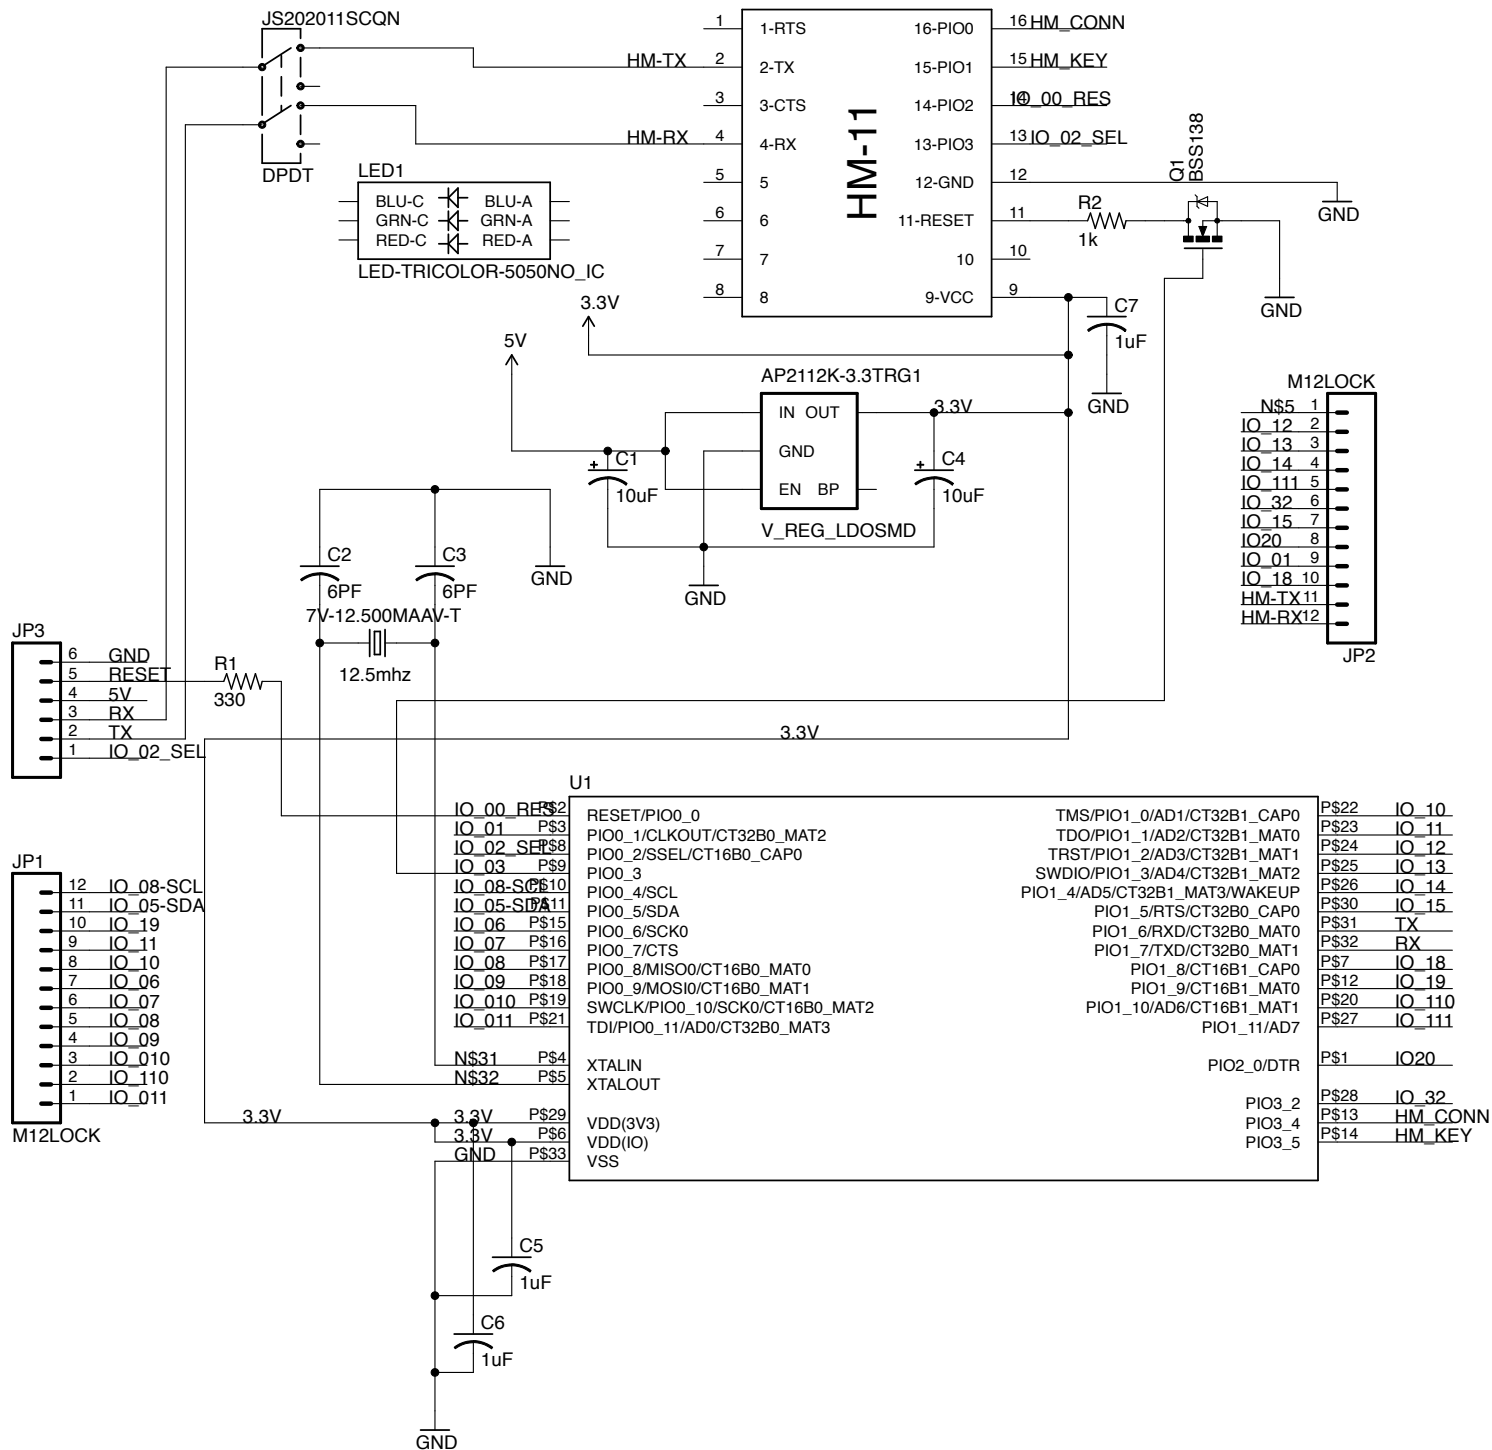 JS202011SCQN
DPDT
HM-TX
HM-RX
1
2
3
4
5
6
7
8
1-RTS
2-TX
3-CTS
4-RX
5
6
7
8
HM-11
16-PIO0
15-PIO1
14-PIO2
13-PIO3
12-GND
11-RESET
10
9-VCC
16 HM_CONN
15 HM_KEY
14 IO_00_RES
13 IO_02_SEL
12
11
10
9
GND
R2
1k
Q1
BSS138
GND
LED1
BLU-C BLU-A
GRN-C GRN-A
RED-C RED-A
LED-TRICOLOR-5050NO_IC
3.3V
5V
C7
1uF
GND
AP2112K-3.3TRG1
IN OUT
GND
EN BP
V_REG_LDOSMD
3.3V
+
C1
10uF
+
C4
10uF
GND
C2
6PF
C3
6PF
GND
7V-12.500MAAV-T
12.5mhz
M12LOCK
N$5 1
IO_12 2
IO_13 3
IO_14 4
IO_111 5
IO_32 6
IO_15 7
IO20 8
IO_01 9
IO_18 10
HM-TX 11
HM-RX 12
JP2
JP3
6 GND
5 RESET
4 5V
3 RX
2 TX
1 IO_02_SEL
R1
330
3.3V
JP1
12 IO_08-SCL
11 IO_05-SDA
10 IO_19
9 IO_11
8 IO_10
7 IO_06
6 IO_07
5 IO_08
4 IO_09
3 IO_010
2 IO_110
1 IO_011
M12LOCK
U1
IO_00_RES P$2 RESET/PIO0_0
IO_01 P$3 PIO0_1/CLKOUT/CT32B0_MAT2
IO_02_SEL P$8 PIO0_2/SSEL/CT16B0_CAP0
IO_03 P$9 PIO0_3
IO_08-SCL P$10 PIO0_4/SCL
IO_05-SDA P$11 PIO0_5/SDA
IO_06 P$15 PIO0_6/SCK0
IO_07 P$16 PIO0_7/CTS
IO_08 P$17 PIO0_8/MISO0/CT16B0_MAT0
IO_09 P$18 PIO0_9/MOSI0/CT16B0_MAT1
IO_010 P$19 SWCLK/PIO0_10/SCK0/CT16B0_MAT2
IO_011 P$21 TDI/PIO0_11/AD0/CT32B0_MAT3
N$31 P$4 XTALIN
N$32 P$5 XTALOUT
3.3V
3.3V P$29 VDD(3V3)
3.3V P$6 VDD(IO)
GND P$33 VSS
TMS/PIO1_0/AD1/CT32B1_CAP0 P$22 IO_10
TDO/PIO1_1/AD2/CT32B1_MAT0 P$23 IO_11
TRST/PIO1_2/AD3/CT32B1_MAT1 P$24 IO_12
SWDIO/PIO1_3/AD4/CT32B1_MAT2 P$25 IO_13
PIO1_4/AD5/CT32B1_MAT3/WAKEUP P$26 IO_14
PIO1_5/RTS/CT32B0_CAP0 P$30 IO_15
PIO1_6/RXD/CT32B0_MAT0 P$31 TX
PIO1_7/TXD/CT32B0_MAT1 P$32 RX
PIO1_8/CT16B1_CAP0 P$7 IO_18
PIO1_9/CT16B1_MAT0 P$12 IO_19
PIO1_10/AD6/CT16B1_MAT1 P$20 IO_110
PIO1_11/AD7 P$27 IO_111
PIO2_0/DTR P$1 IO20
PIO3_2 P$28 IO_32
PIO3_4 P$13 HM_CONN
PIO3_5 P$14 HM_KEY
C5
1uF
C6
1uF
GND